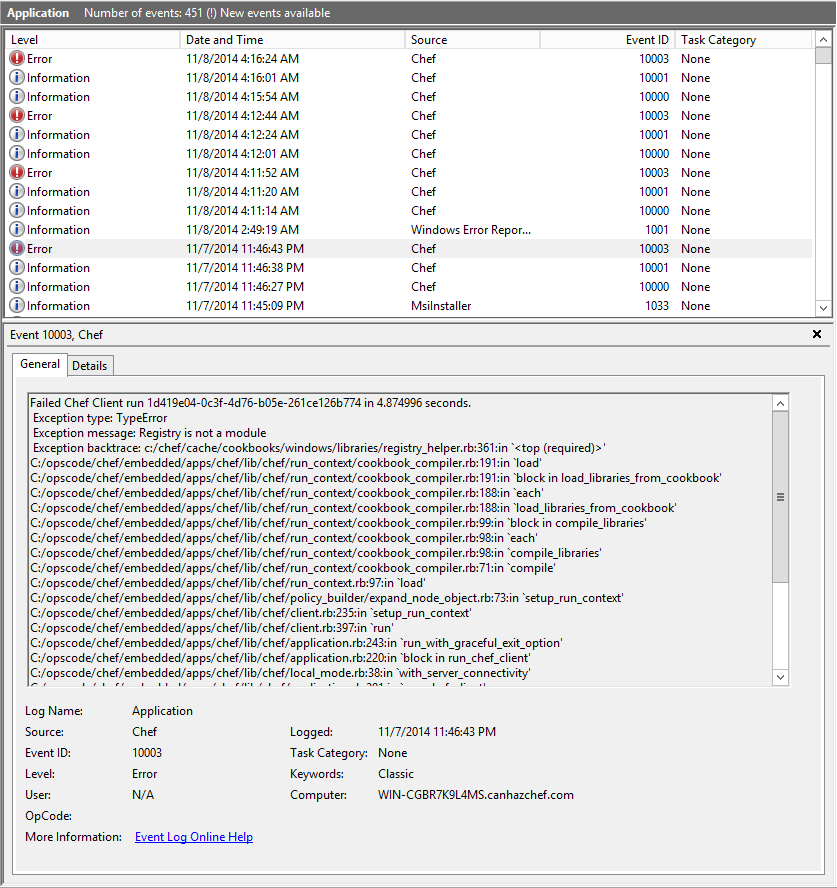 Application Number of events: 451 (!) New events available
Level Date and Time Source Event ID Task Category
Error 11/8/2014 4:16:24 AM Chef 10003 None
Information 11/8/2014 4:16:01 AM Chef 10001 None
Information 11/8/2014 4:15:54 AM Chef 10000 None
Error 11/8/2014 4:12:44 AM Chef 10003 None
Information 11/8/2014 4:12:24 AM Chef 10001 None
Information 11/8/2014 4:12:01 AM Chef 10000 None
Error 11/8/2014 4:11:52 AM Chef 10003 None
Information 11/8/2014 4:11:20 AM Chef 10001 None
Information 11/8/2014 4:11:14 AM Chef 10000 None
Information 11/8/2014 2:49:19 AM Windows Error Repor... 1001 None
Error 11/7/2014 11:46:43 PM Chef 10003 None
Information 11/7/2014 11:46:38 PM Chef 10001 None
Information 11/7/2014 11:46:27 PM Chef 10000 None
Information 11/7/2014 11:45:09 PM MsiInstaller 1033 None
Event 10003, Chef
General Details
Failed Chef Client run 1d419e04-0c3f-4d76-b05e-261ce126b774 in 4.874996 seconds.
Exception type: TypeError
Exception message: Registry is not a module
Exception backtrace: c:/chef/cache/cookbooks/windows/libraries/registry_helper.rb:361:in `<top (required)>'
C:/opscode/chef/embedded/apps/chef/lib/chef/run_context/cookbook_compiler.rb:191:in `load'
C:/opscode/chef/embedded/apps/chef/lib/chef/run_context/cookbook_compiler.rb:191:in `block in load_libraries_from_cookbook'
C:/opscode/chef/embedded/apps/chef/lib/chef/run_context/cookbook_compiler.rb:188:in `each'
C:/opscode/chef/embedded/apps/chef/lib/chef/run_context/cookbook_compiler.rb:188:in `load_libraries_from_cookbook'
C:/opscode/chef/embedded/apps/chef/lib/chef/run_context/cookbook_compiler.rb:99:in `block in compile_libraries'
C:/opscode/chef/embedded/apps/chef/lib/chef/run_context/cookbook_compiler.rb:98:in `each'
C:/opscode/chef/embedded/apps/chef/lib/chef/run_context/cookbook_compiler.rb:98:in `compile_libraries'
C:/opscode/chef/embedded/apps/chef/lib/chef/run_context/cookbook_compiler.rb:71:in `compile'
C:/opscode/chef/embedded/apps/chef/lib/chef/run_context.rb:97:in `load'
C:/opscode/chef/embedded/apps/chef/lib/chef/policy_builder/expand_node_object.rb:73:in `setup_run_context'
C:/opscode/chef/embedded/apps/chef/lib/chef/client.rb:235:in `setup_run_context'
C:/opscode/chef/embedded/apps/chef/lib/chef/client.rb:397:in `run'
C:/opscode/chef/embedded/apps/chef/lib/chef/application.rb:243:in `run_with_graceful_exit_option'
C:/opscode/chef/embedded/apps/chef/lib/chef/application.rb:220:in `block in run_chef_client'
C:/opscode/chef/embedded/apps/chef/lib/chef/local_mode.rb:38:in `with_server_connectivity'
Log Name: Application
Source: Chef Logged: 11/7/2014 11:46:43 PM
Event ID: 10003 Task Category: None
Level: Error Keywords: Classic
User: N/A Computer: WIN-CGBR7K9L4MS.canhazchef.com
OpCode:
More Information: Event Log Online Help